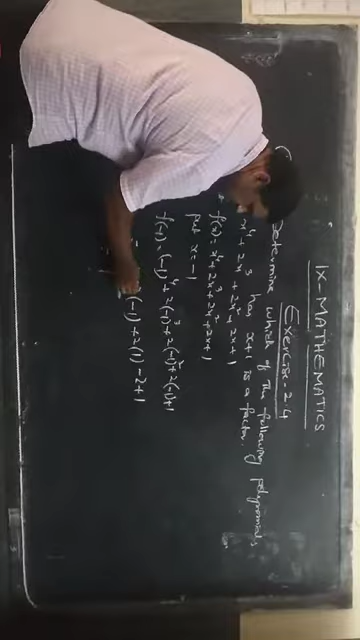 IX-MATHEMATICS
Exercise-2.4
Determine which of the following polynomials
x⁴ + 2x³ + 2x² + 2x + 1 has x+1 is a factor.
f(x) = x⁴ + 2x³ + 2x² + 2x + 1
put x = -1
f(-1) = (-1)⁴ + 2(-1)³ + 2(-1)² + 2(-1) + 1
(-1) + 2(1) - 2 + 1